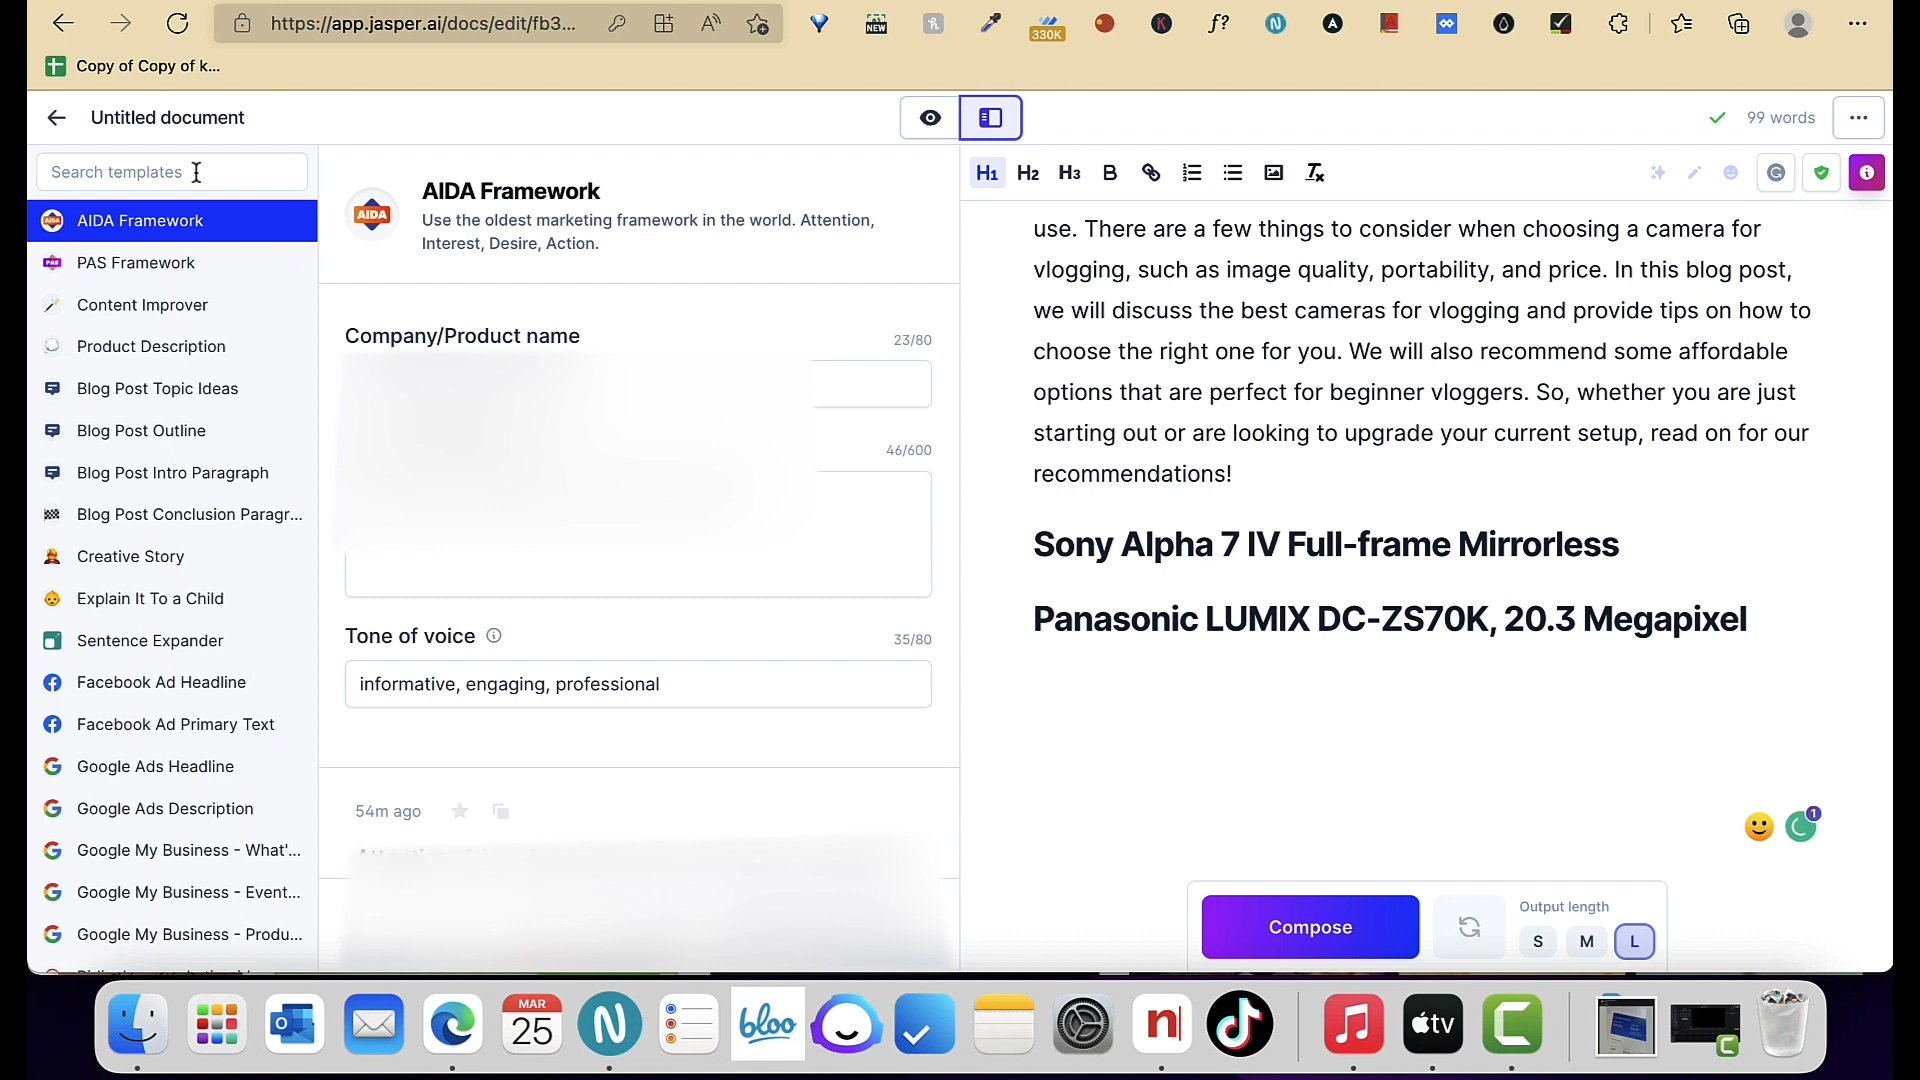 https://app.jasper.ai/docs/edit/fb3...
NEW
330K
f?
Copy of Copy of k...
Untitled document
99 words
Search templates
AIDA Framework
PAS Framework
Content Improver
Product Description
Blog Post Topic Ideas
Blog Post Outline
Blog Post Intro Paragraph
Blog Post Conclusion Paragr...
Creative Story
Explain It To a Child
Sentence Expander
Facebook Ad Headline
Facebook Ad Primary Text
Google Ads Headline
Google Ads Description
Google My Business - What'...
Google My Business - Event...
Google My Business - Produ...
AIDA
AIDA Framework
Use the oldest marketing framework in the world. Attention,
Interest, Desire, Action.
Company/Product name
23/80
46/600
Tone of voice
35/80
informative, engaging, professional
54m ago
H1 H2 H3 B
use. There are a few things to consider when choosing a camera for
vlogging, such as image quality, portability, and price. In this blog post,
we will discuss the best cameras for vlogging and provide tips on how to
choose the right one for you. We will also recommend some affordable
options that are perfect for beginner vloggers. So, whether you are just
starting out or are looking to upgrade your current setup, read on for our
recommendations!
Sony Alpha 7 IV Full-frame Mirrorless
Panasonic LUMIX DC-ZS70K, 20.3 Megapixel
1
Compose
Output length
S M L
MAR
25
bloo
n
tv